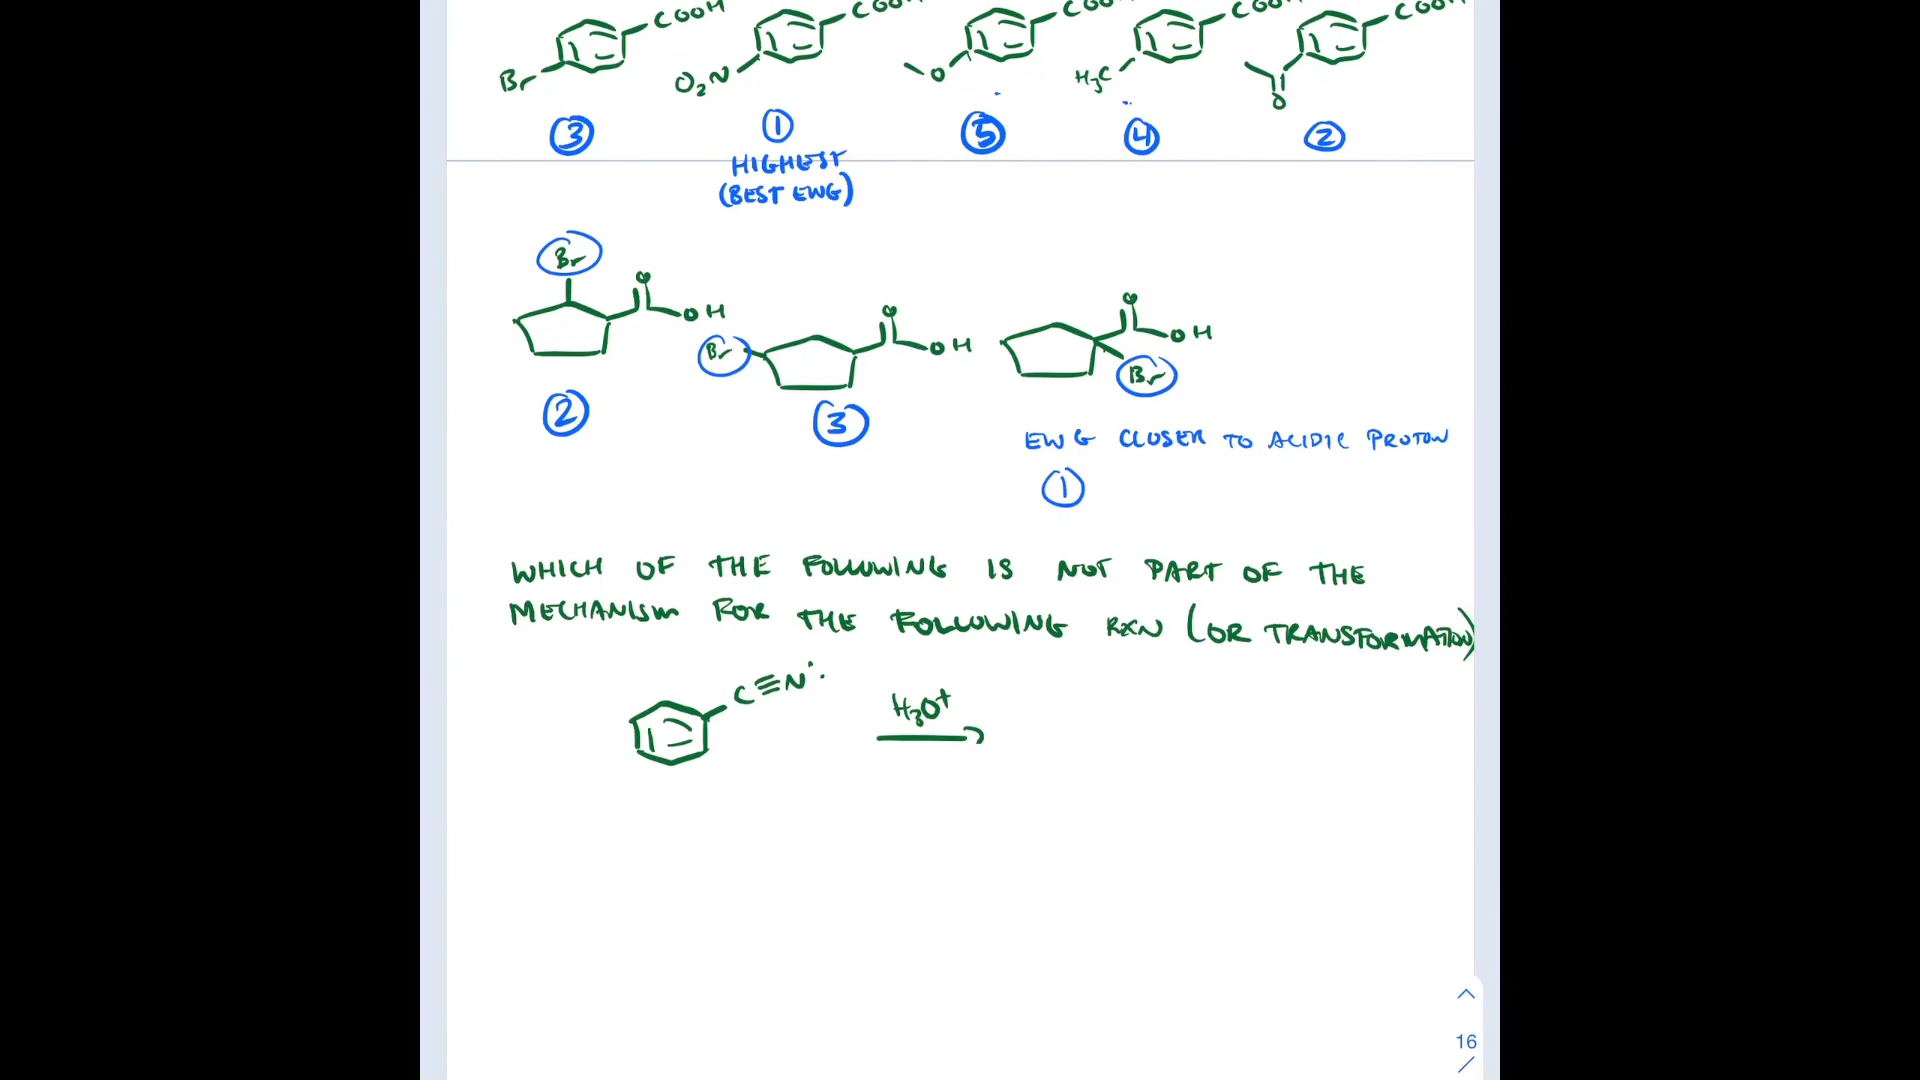 COOH COOH
Br O₂N O H₃C O
③ ① ⑤ ④ ②
HIGHEST
(BEST EWG)
Br O OH
Br O OH
O OH Br
② ③
EWG CLOSER TO ACIDIC PROTON
①
WHICH OF THE FOLLOWING IS NOT PART OF THE
MECHANISM FOR THE FOLLOWING RXN (OR TRANSFORMATION)
C≡N: H₃O+
16